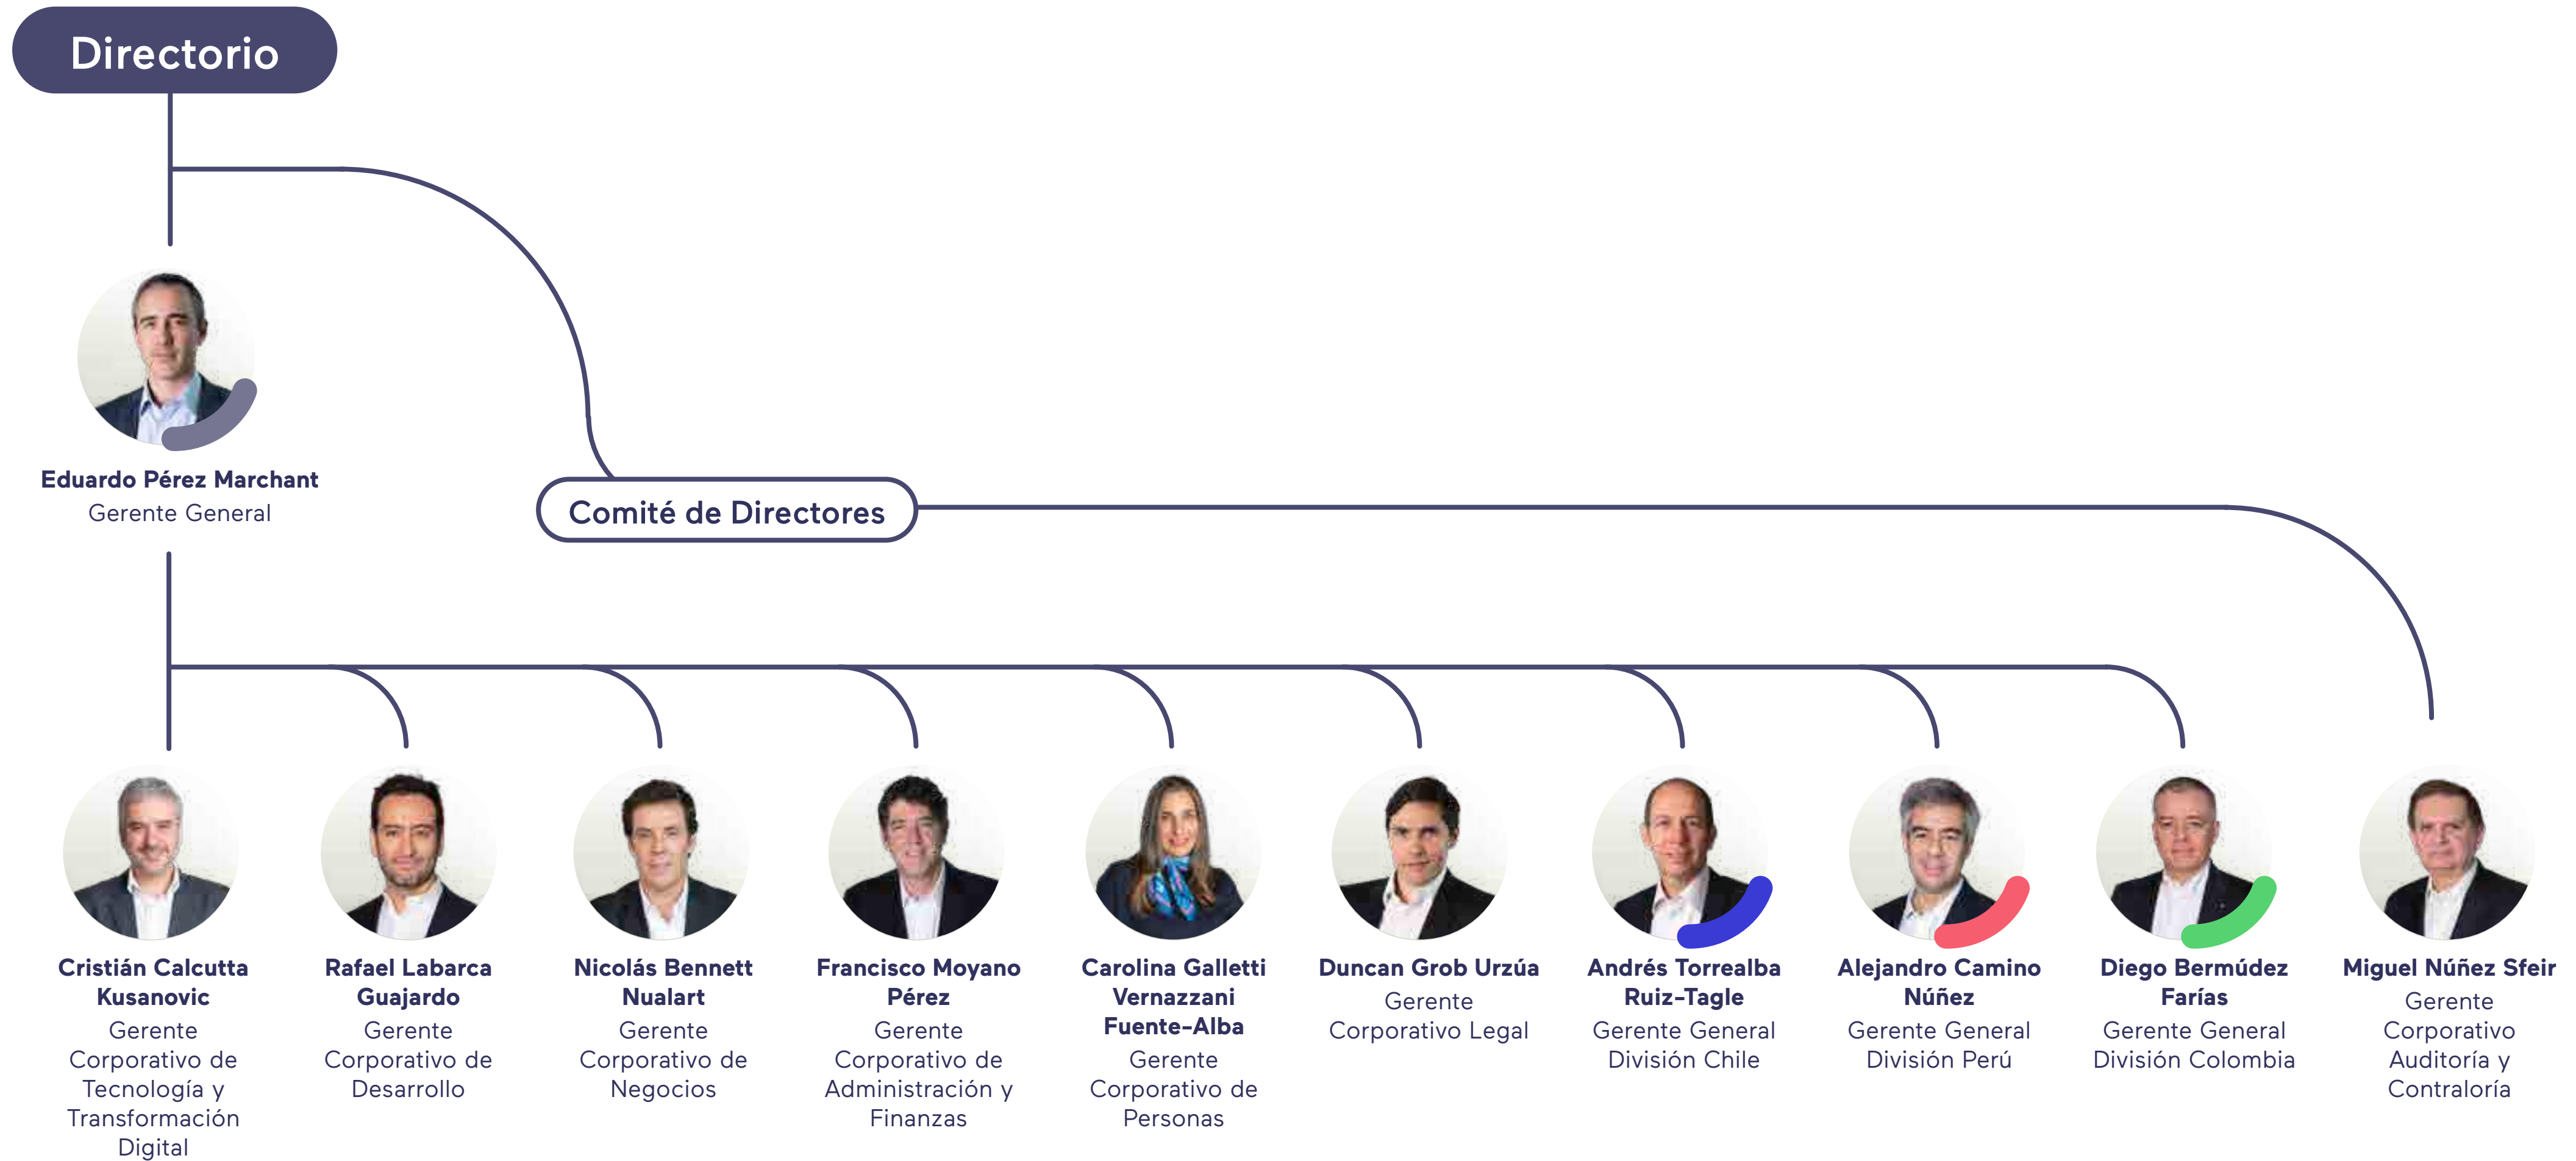 Directorio
Eduardo Pérez Marchant
Gerente General
Comité de Directores
Cristián Calcutta
Kusanovic
Gerente
Corporativo de
Tecnología y
Transformación
Digital
Rafael Labarca
Guajardo
Gerente
Corporativo de
Desarrollo
Nicolás Bennett
Nualart
Gerente
Corporativo de
Negocios
Francisco Moyano
Pérez
Gerente
Corporativo de
Administración y
Finanzas
Carolina Galletti
Vernazzani
Fuente-Alba
Gerente
Corporativo de
Personas
Duncan Grob Urzúa
Gerente
Corporativo Legal
Andrés Torrealba
Ruiz-Tagle
Gerente General
División Chile
Alejandro Camino
Núñez
Gerente General
División Perú
Diego Bermúdez
Farías
Gerente General
División Colombia
Miguel Núñez Sfeir
Gerente
Corporativo
Auditoría y
Contraloría